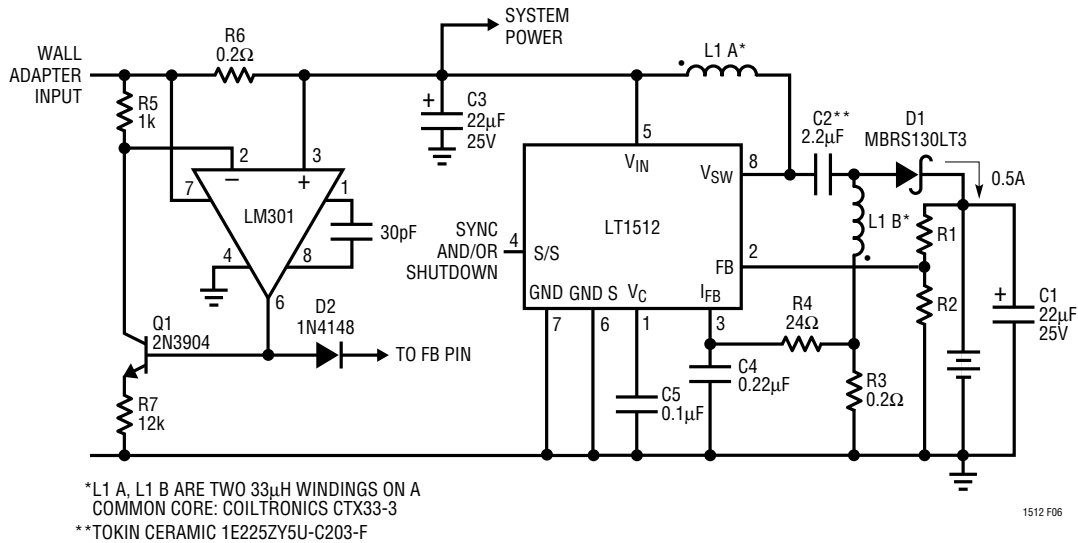 SYSTEM
POWER
WALL
ADAPTER
INPUT
R6
0.2Ω
L1 A*
R5
1k
+
C3
22µF
25V
C2**
2.2µF
D1
MBRS130LT3
0.5A
2
3
–
+
7
1
LM301
30pF
4
8
6
5
VIN
VSW
8
LT1512
SYNC
AND/OR
SHUTDOWN
4
S/S
FB
2
GND
GND S
VC
IFB
7
6
1
3
L1 B*
R1
R2
+
C1
22µF
25V
Q1
2N3904
D2
1N4148
TO FB PIN
R4
24Ω
R7
12k
C5
0.1µF
C4
0.22µF
R3
0.2Ω
*L1 A, L1 B ARE TWO 33µH WINDINGS ON A
COMMON CORE: COILTRONICS CTX33-3
**TOKIN CERAMIC 1E225ZY5U-C203-F
1512 F06